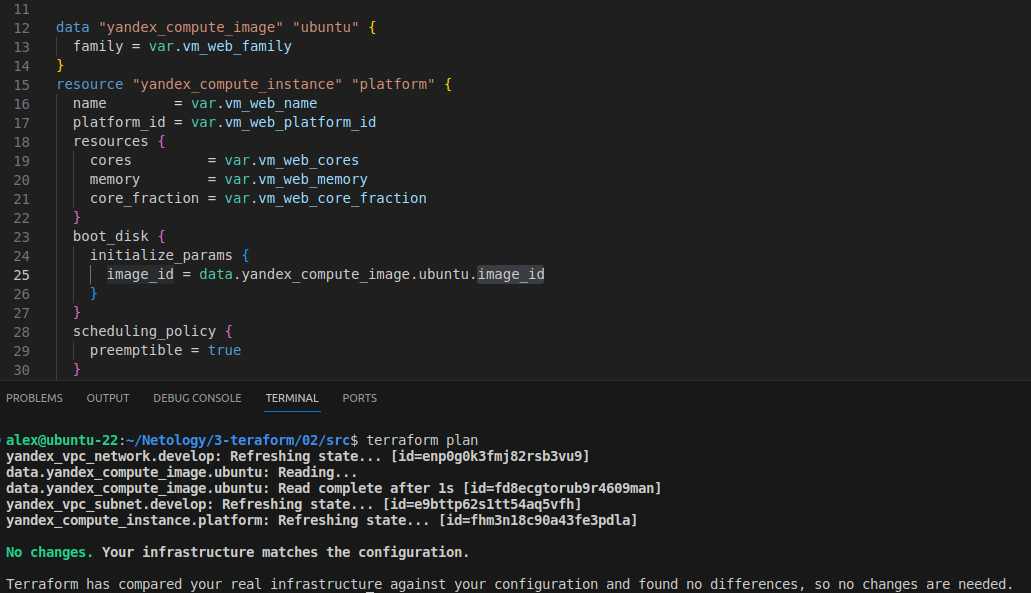 11
12 data "yandex_compute_image" "ubuntu" {
13 family = var.vm_web_family
14 }
15 resource "yandex_compute_instance" "platform" {
16 name = var.vm_web_name
17 platform_id = var.vm_web_platform_id
18 resources {
19 cores = var.vm_web_cores
20 memory = var.vm_web_memory
21 core_fraction = var.vm_web_core_fraction
22 }
23 boot_disk {
24 initialize_params {
25 image_id = data.yandex_compute_image.ubuntu.image_id
26 }
27 }
28 scheduling_policy {
29 preemptible = true
30 }
PROBLEMS OUTPUT DEBUG CONSOLE TERMINAL PORTS
alex@ubuntu-22:~/Netology/3-teraform/02/src$ terraform plan
yandex_vpc_network.develop: Refreshing state... [id=enp0g0k3fmj82rsb3vu9]
data.yandex_compute_image.ubuntu: Reading...
data.yandex_compute_image.ubuntu: Read complete after 1s [id=fd8ecgtorub9r4609man]
yandex_vpc_subnet.develop: Refreshing state... [id=e9bttp62s1tt54aq5vfh]
yandex_compute_instance.platform: Refreshing state... [id=fhm3n18c90a43fe3pdla]
No changes. Your infrastructure matches the configuration.
Terraform has compared your real infrastructure against your configuration and found no differences, so no changes are needed.